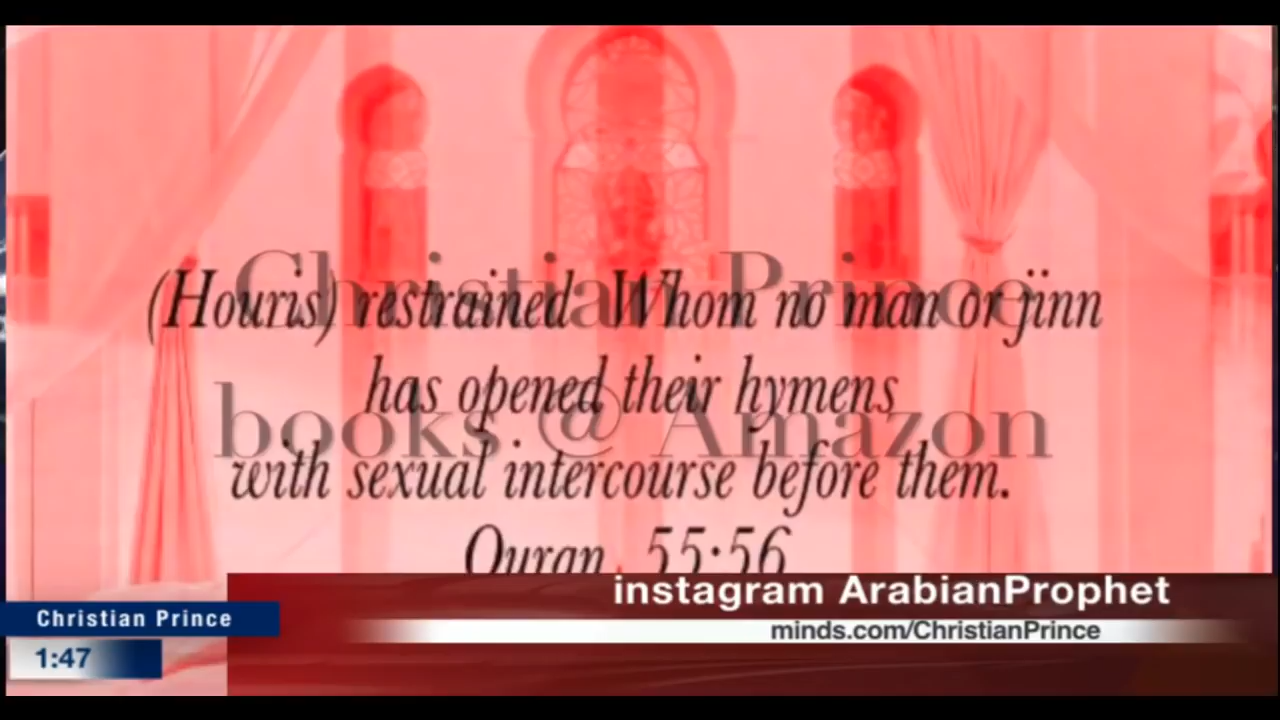 Christian Prince
(Houris) restrained Whom no man or jinn
has opened their hymens
books @ Amazon
with sexual intercourse before them.
Quran, 55:56
instagram ArabianProphet
Christian Prince
minds.com/ChristianPrince
1:47